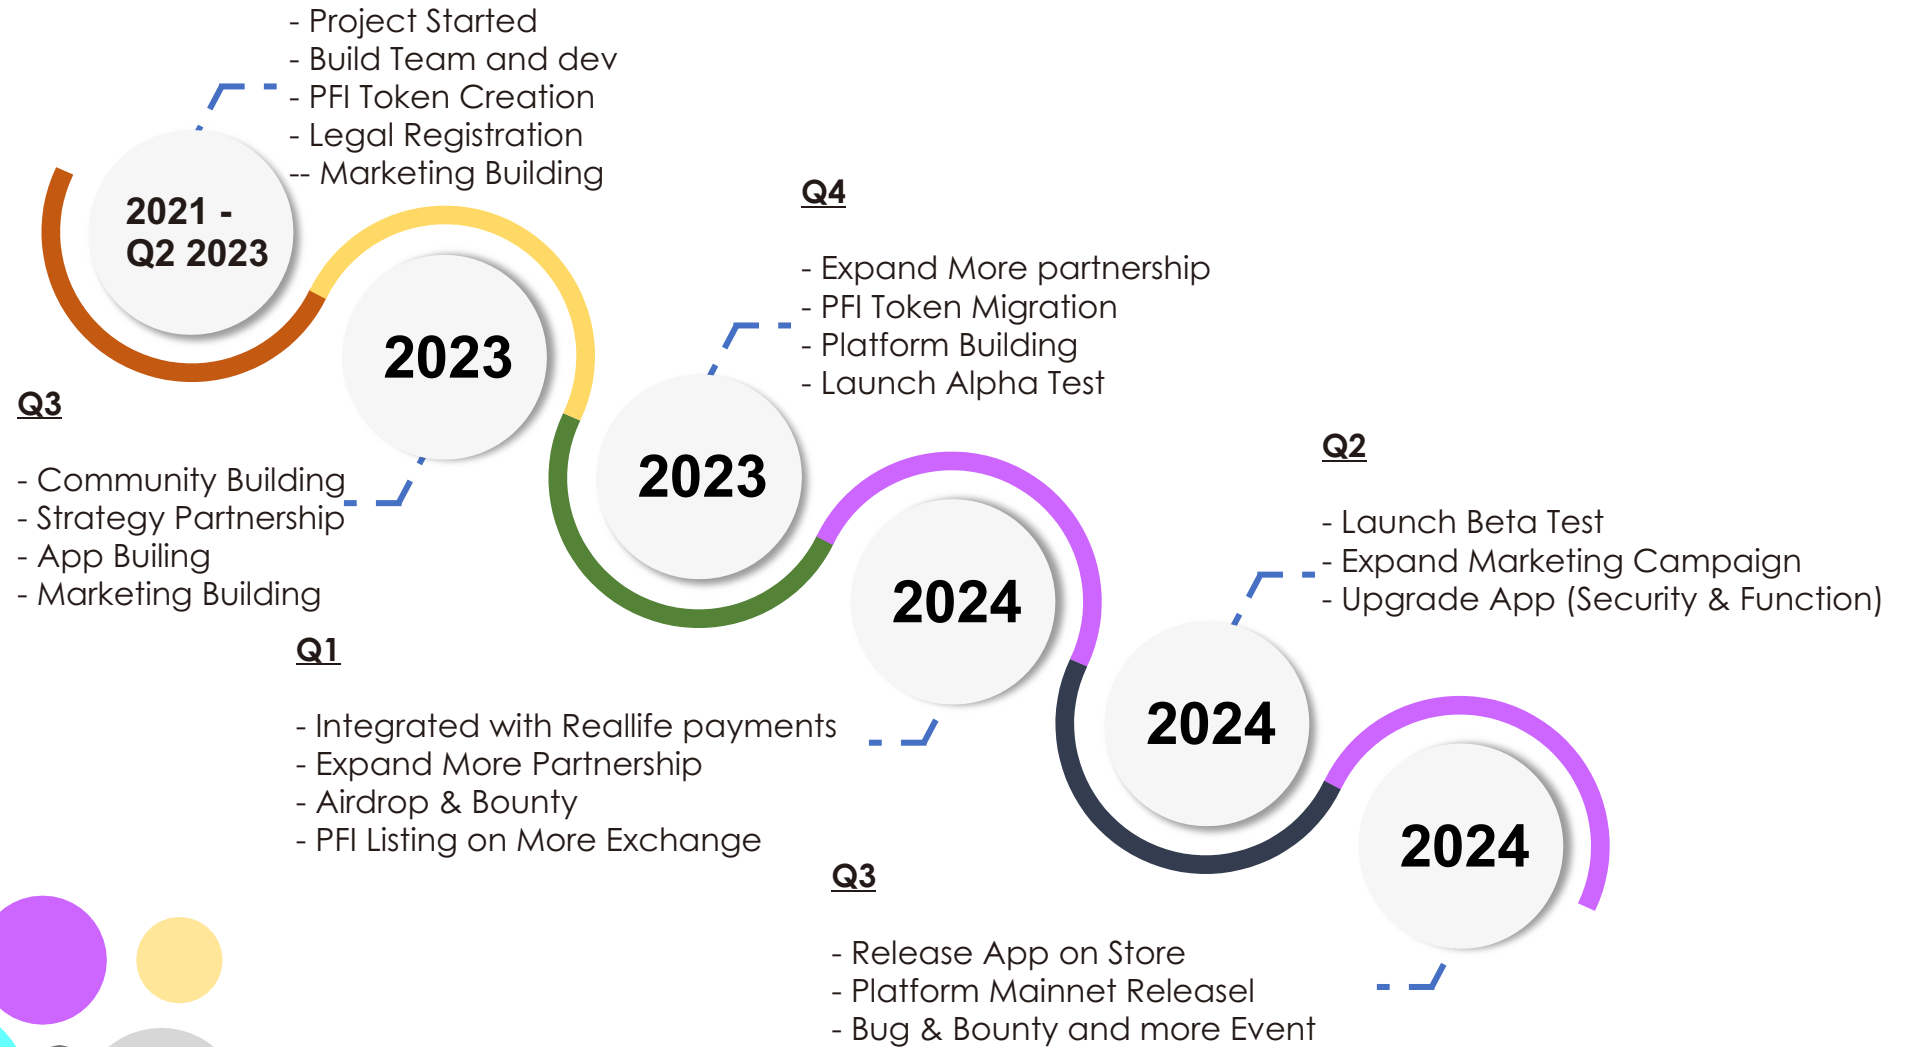 - Project Started
- Build Team and dev
- PFI Token Creation
- Legal Registration
-- Marketing Building
2021 -
Q2 2023
2023
Q3
- Community Building
- Strategy Partnership
- App Builing
- Marketing Building
Q4
- Expand More partnership
- PFI Token Migration
- Platform Building
- Launch Alpha Test
2023
Q1
- Integrated with Reallife payments
- Expand More Partnership
- Airdrop & Bounty
- PFI Listing on More Exchange
2024
Q2
- Launch Beta Test
- Expand Marketing Campaign
- Upgrade App (Security & Function)
2024
Q3
- Release App on Store
- Platform Mainnet Releasel
- Bug & Bounty and more Event
2024